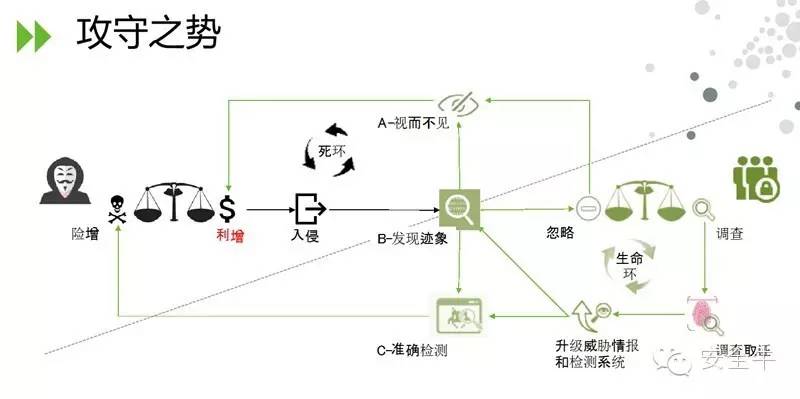 攻守之势
A-视而不见
死环
险增
$
利增
入侵
B-发现迹象
忽略
调查
生命
环
C-准确检测
升级威胁情报
和检测系统
调查取证
安全牛